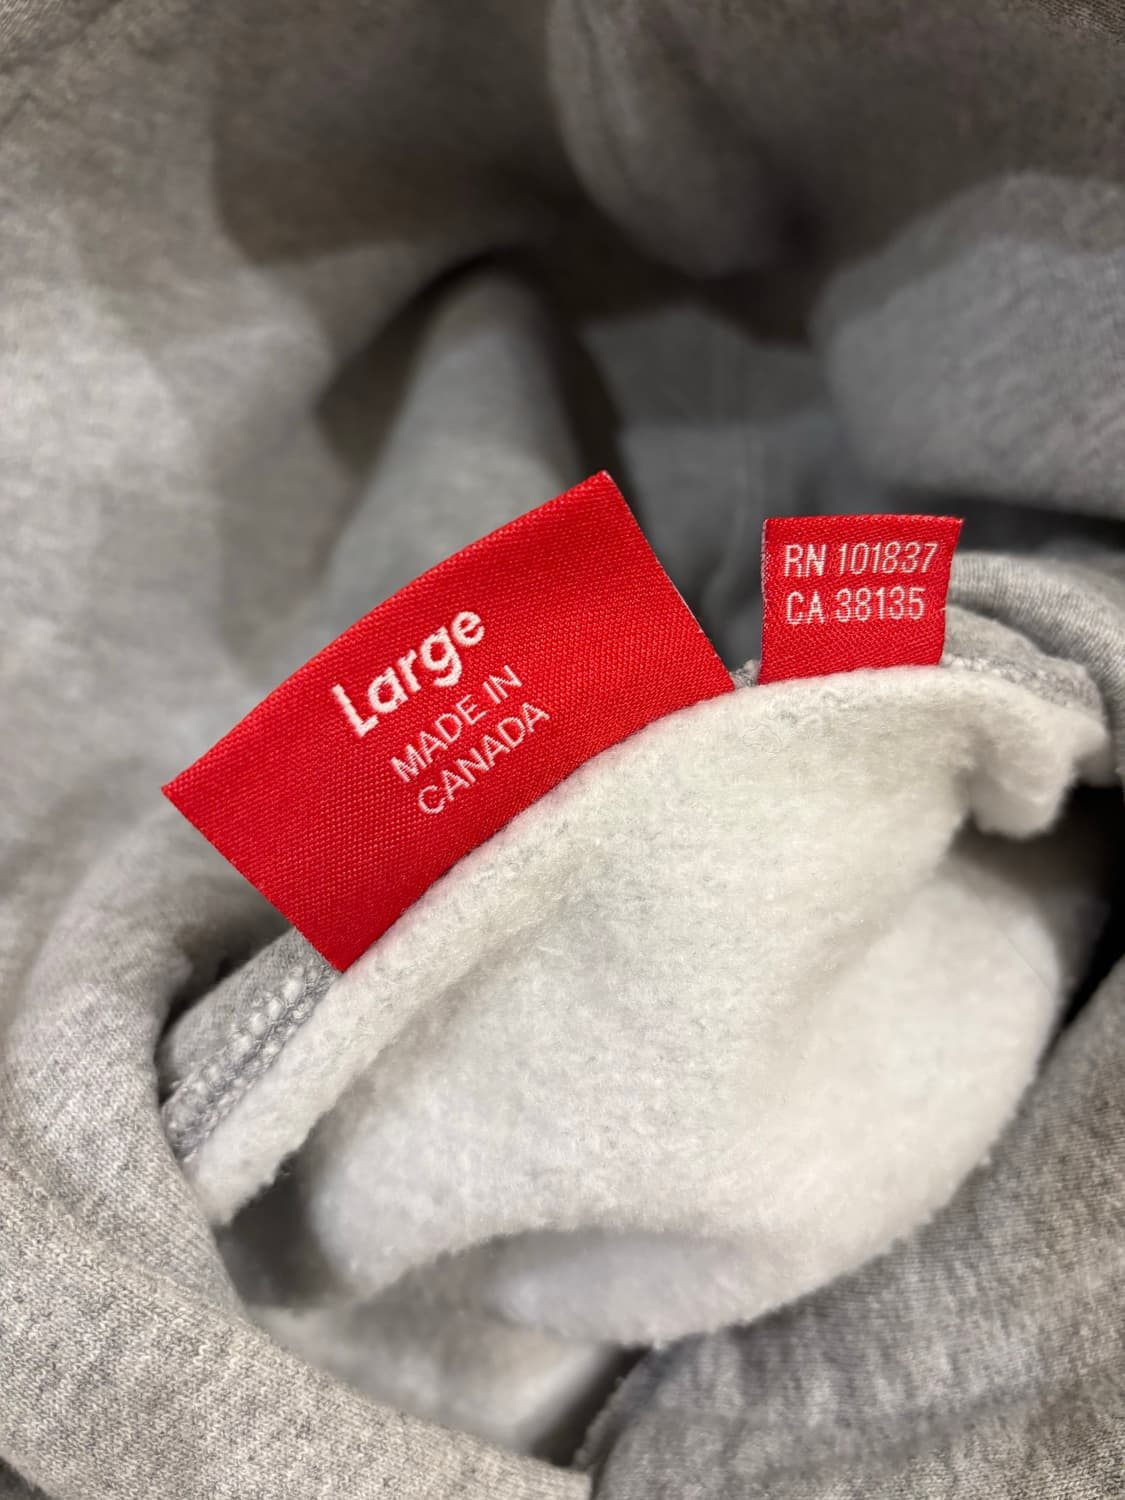 Large
MADE IN
CANADA
RN 101837
CA 38135